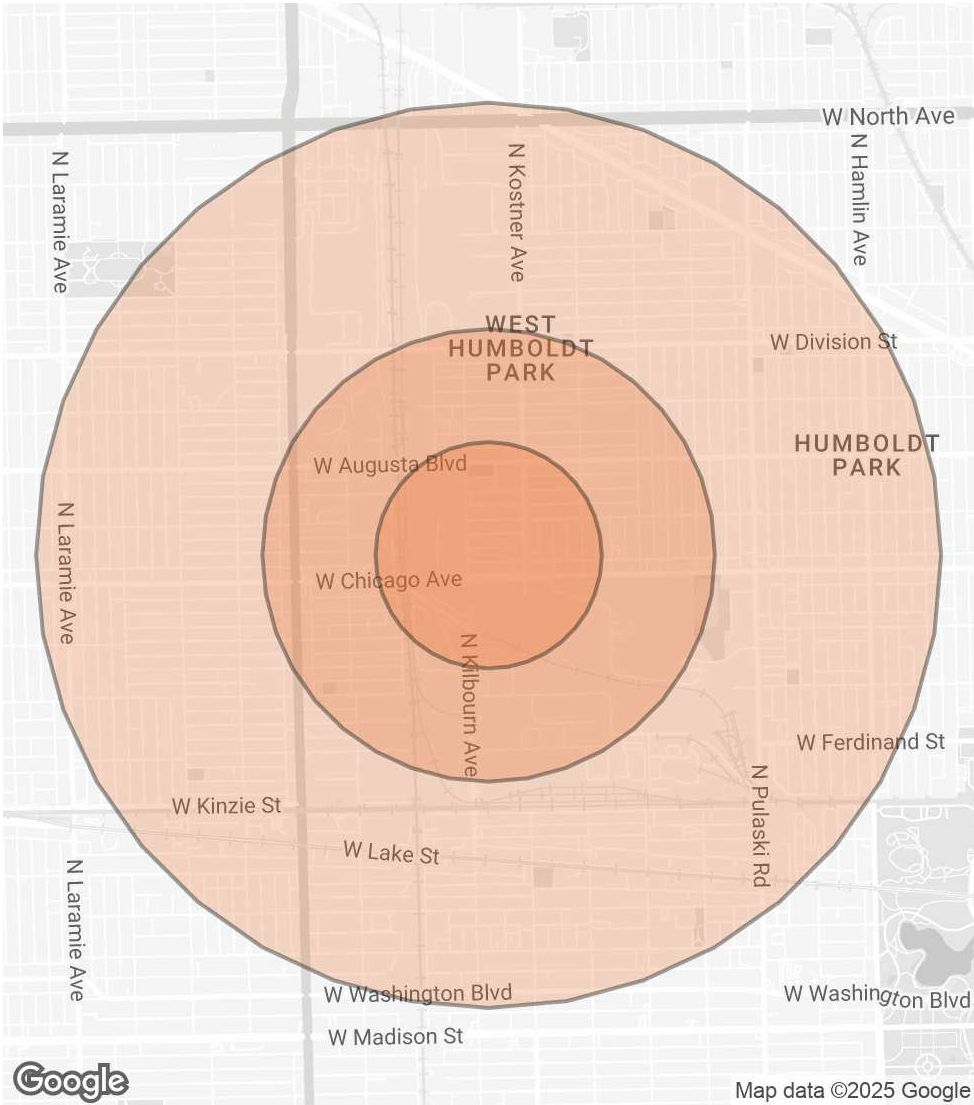 W North Ave
N Laramie Ave
N Kostner Ave
N Hamlin Ave
WEST
HUMBOLDT
PARK
W Division St
HUMBOLDT
PARK
W Augusta Blvd
N Laramie Ave
W Chicago Ave
N Kilbourn Ave
W Ferdinand St
N Pulaski Rd
W Kinzie St
W Lake St
N Laramie Ave
W Washington Blvd
W Washington Blvd
W Madison St
Google
Map data ©2025 Google